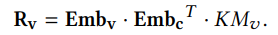 R_v = Emb_v · Emb_c^T · KM_v.